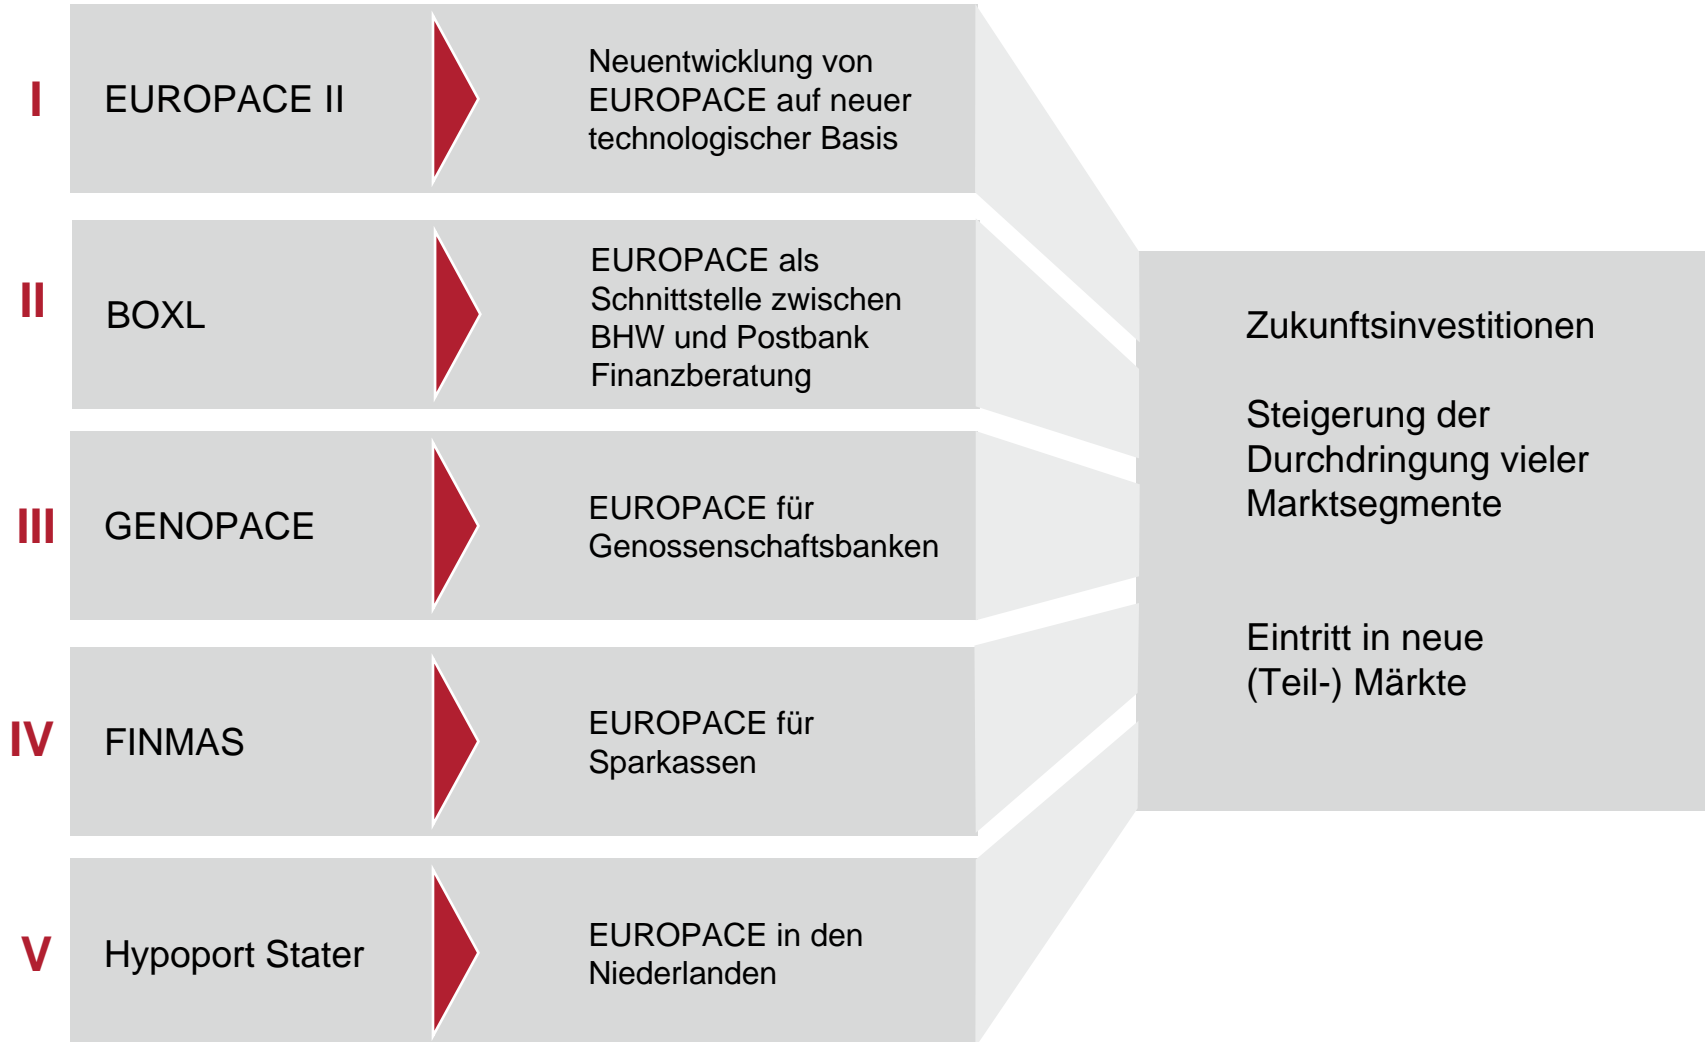 I
EUROPACE II
Neuentwicklung von
EUROPACE auf neuer
technologischer Basis
II
BOXL
EUROPACE als
Schnittstelle zwischen
BHW und Postbank
Finanzberatung
III
GENOPACE
EUROPACE für
Genossenschaftsbanken
IV
FINMAS
EUROPACE für
Sparkassen
V
Hypoport Stater
EUROPACE in den
Niederlanden
Zukunftsinvestitionen
Steigerung der
Durchdringung vieler
Marktsegmente
Eintritt in neue
(Teil-) Märkte